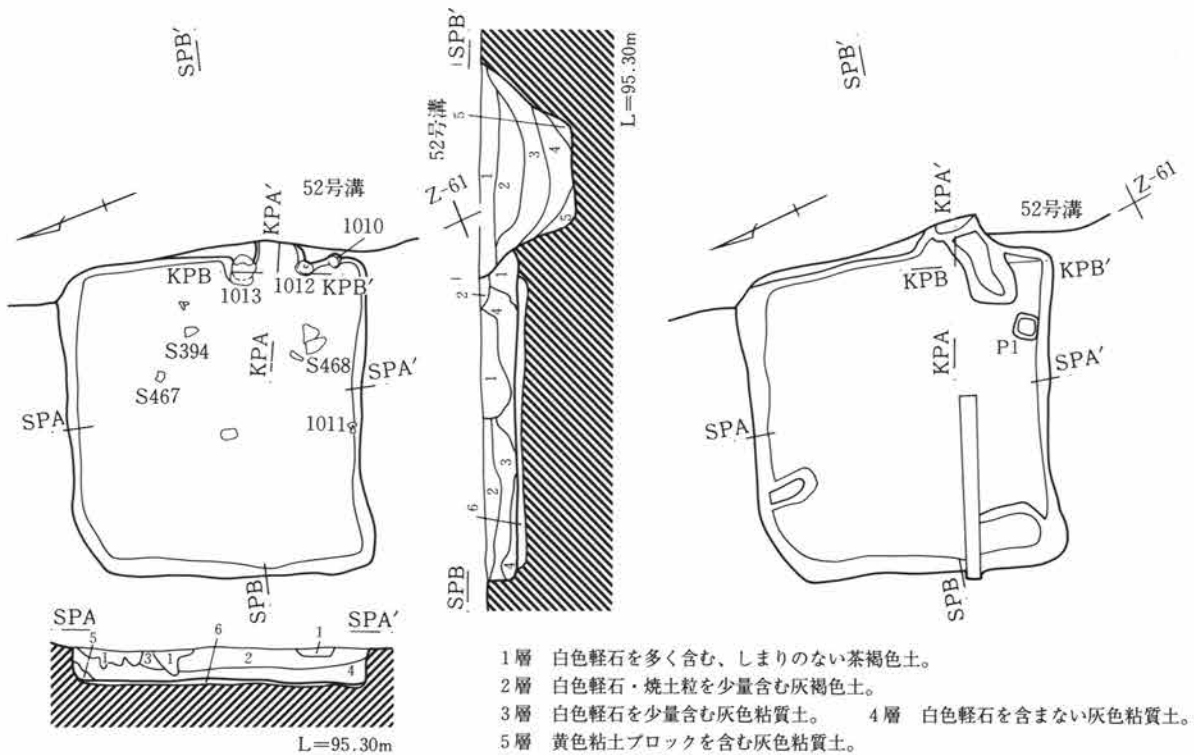 SPB′
52号溝
KPA′
1010
KPB
1013
1012
KPB′
S394
KPA
S468
S467
SPA′
SPA
1011
SPB
SPB′
L=95.30m
52号溝
5
Z-61
1
2
3
4
5
1
2
4
1
3
2
6
4
SPB
SPB′
Z-61
KPA′
52号溝
KPB
KPB′
P1
KPA
SPA′
SPA
SPB
SPA
SPA′
5
6
1
1
3
1
2
4
L=95.30m
1層 白色軽石を多く含む、しまりのない茶褐色土。
2層 白色軽石・焼土粒を少量含む灰褐色土。
3層 白色軽石を少量含む灰色粘質土。 4層 白色軽石を含まない灰色粘質土。
5層 黄色粘土ブロックを含む灰色粘質土。